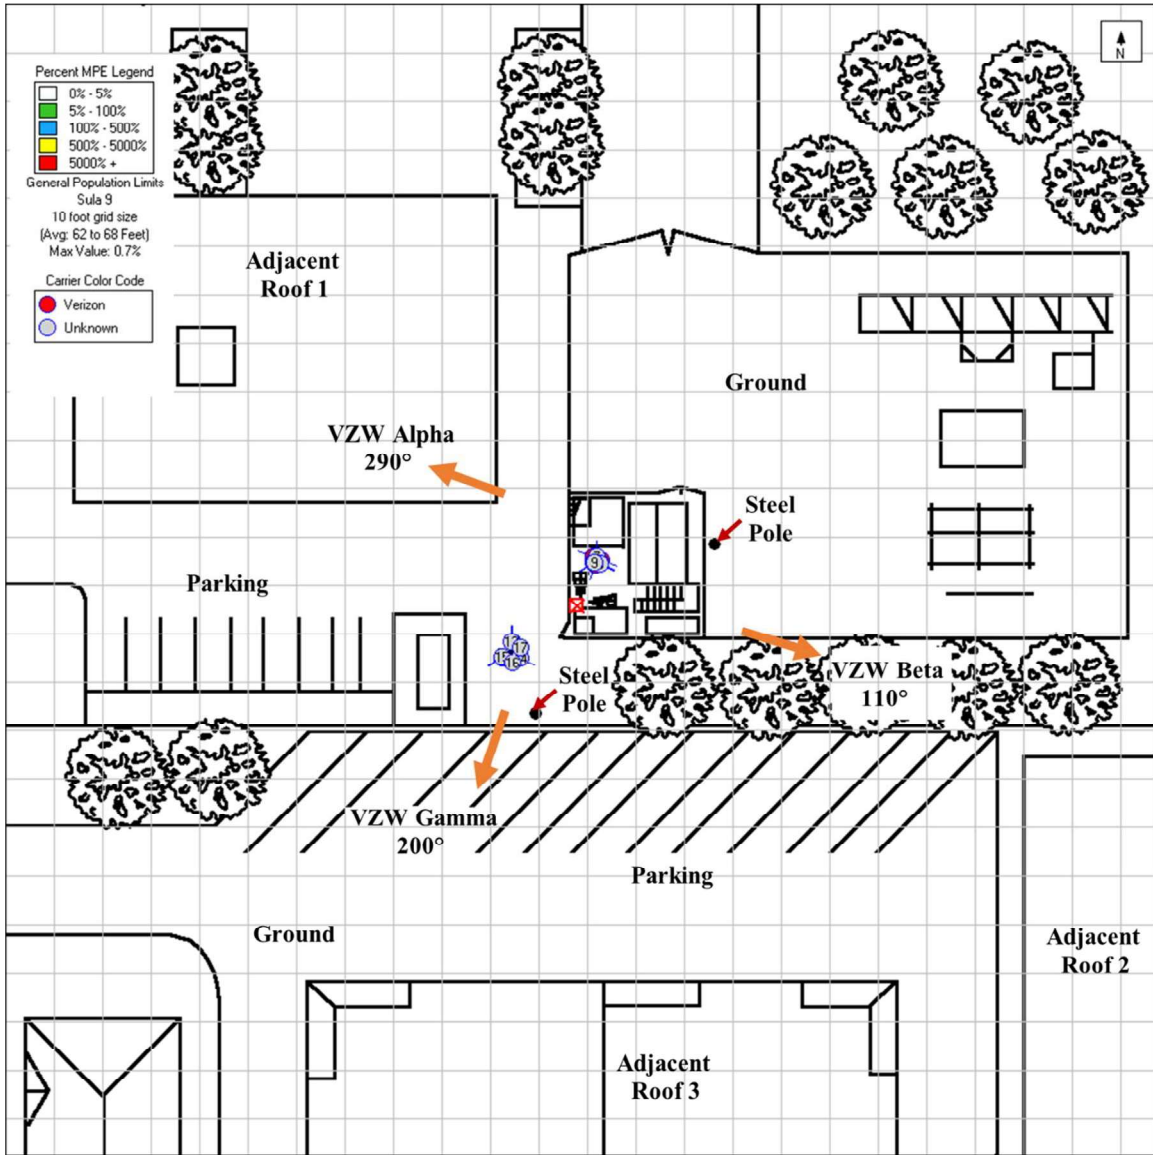 N
Percent MPE Legend
0% - 5%
5% - 100%
100% - 500%
500% - 5000%
5000% +
General Population Limits
Sula 9
10 foot grid size
(Avg: 62 to 68 Feet)
Max Value: 0.7%
Carrier Color Code
Verizon
Unknown
Adjacent
Roof 1
Ground
VZW Alpha
290°
Steel
Pole
9
Parking
17
16
Steel
Pole
VZW Beta
110°
VZW Gamma
200°
Parking
Ground
Adjacent
Roof 2
Adjacent
Roof 3